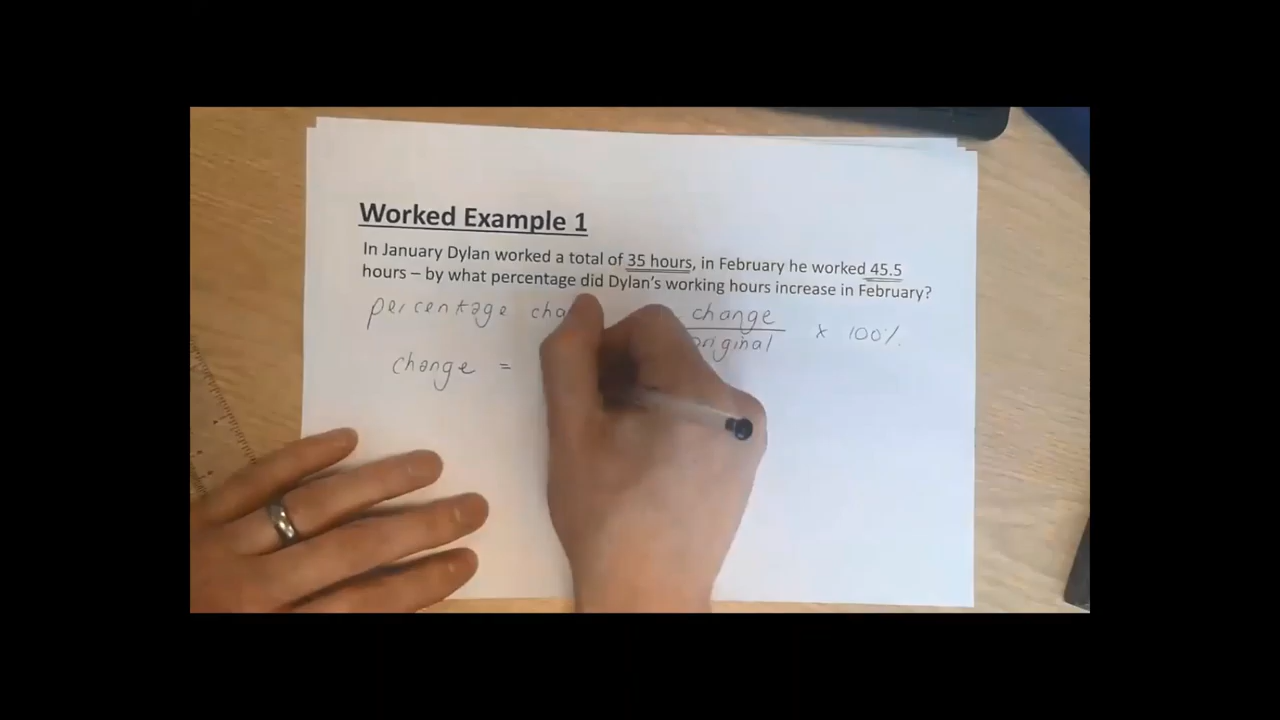 Worked Example 1
In January Dylan worked a total of 35 hours, in February he worked 45.5
hours – by what percentage did Dylan's working hours increase in February?
percentage change
original × 100%
change =